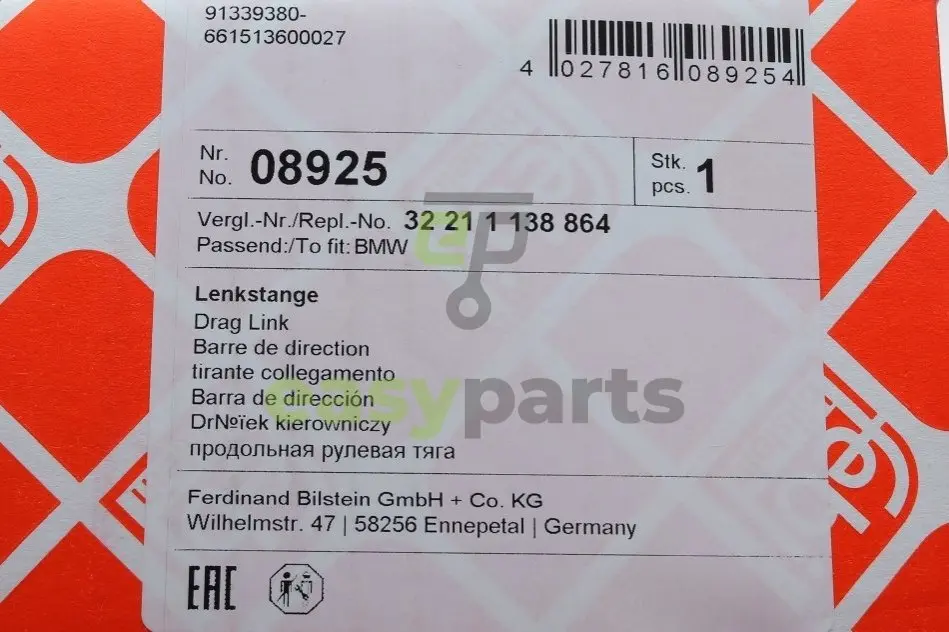 91339380-
661513600027
4 027816 089254
Nr.
No. 08925
Stk.
pcs. 1
Vergl.-Nr./Repl.-No. 32 21 1 138 864
Passend:/To fit: BMW
ep
Lenkstange
Drag Link
Barre de direction
tirante collegamento
easyparts
Barra de dirección
Dr№їek kierowniczy
продольная рулевая тяга
Ferdinand Bilstein GmbH + Co. KG
Wilhelmstr. 47 | 58256 Ennepetal | Germany
EAC